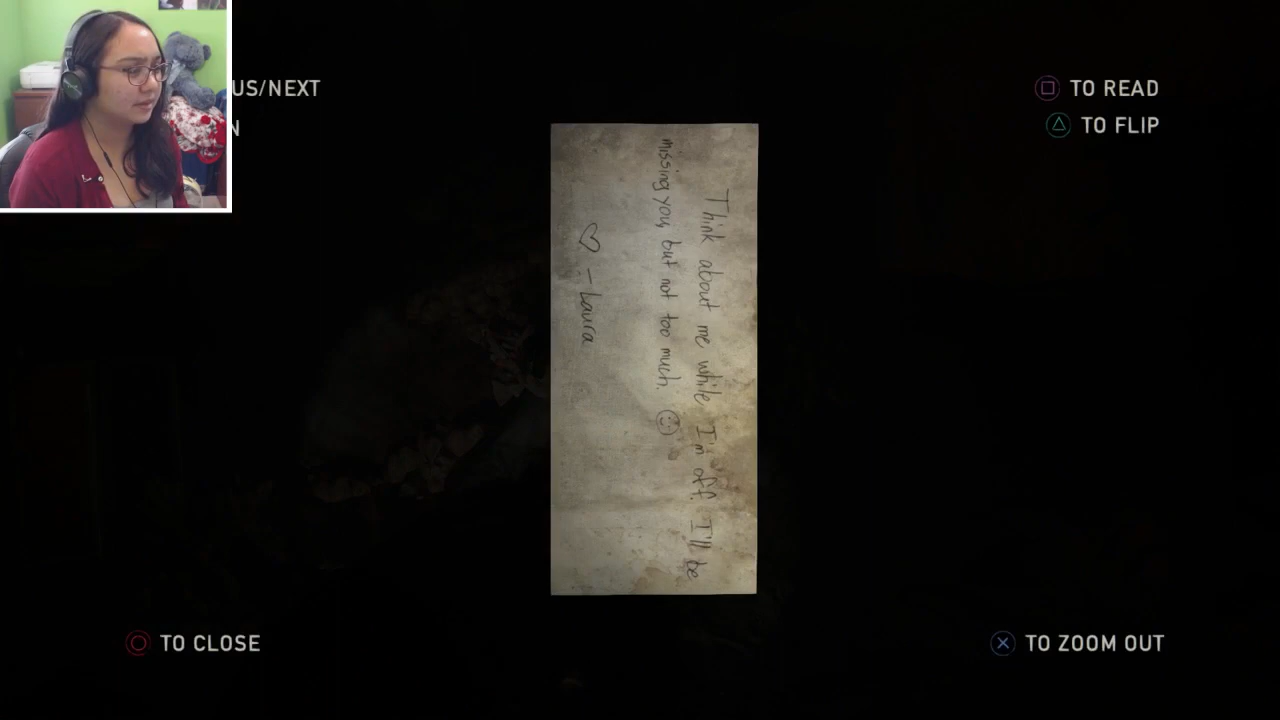 US/NEXT
N
TO READ
TO FLIP
Think about me while I'm off. I'll be
missing you, but not too much.
♡ - Laura
TO CLOSE
TO ZOOM OUT